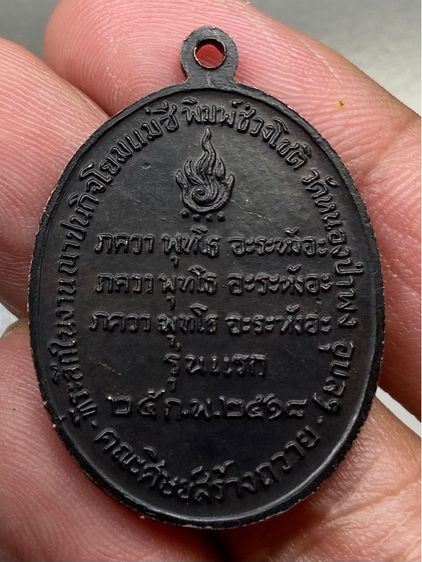 ที่ระลึกในงานฌาปนกิจโยมแม่ชี พิมพ์ ช่วงโชติ วัดหนองป่าพง อุบลฯ
ภควา พุทโธ อะระหังอะ
ภควา พุทโธ อะระหังอะ
ภควา พุทโธ อะระหังอะ
รุ่นแรก
๒๕ ก.พ. ๒๕๑๘
คณะศิษย์สร้างถวาย